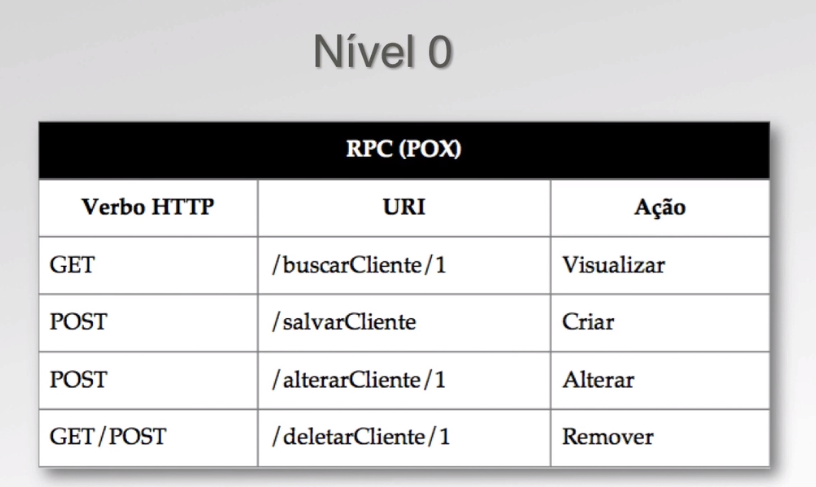 Nível 0
RPC (POX)
Verbo HTTP URI Ação
GET /buscarCliente/1 Visualizar
POST /salvarCliente Criar
POST /alterarCliente/1 Alterar
GET/POST /deletarCliente/1 Remover